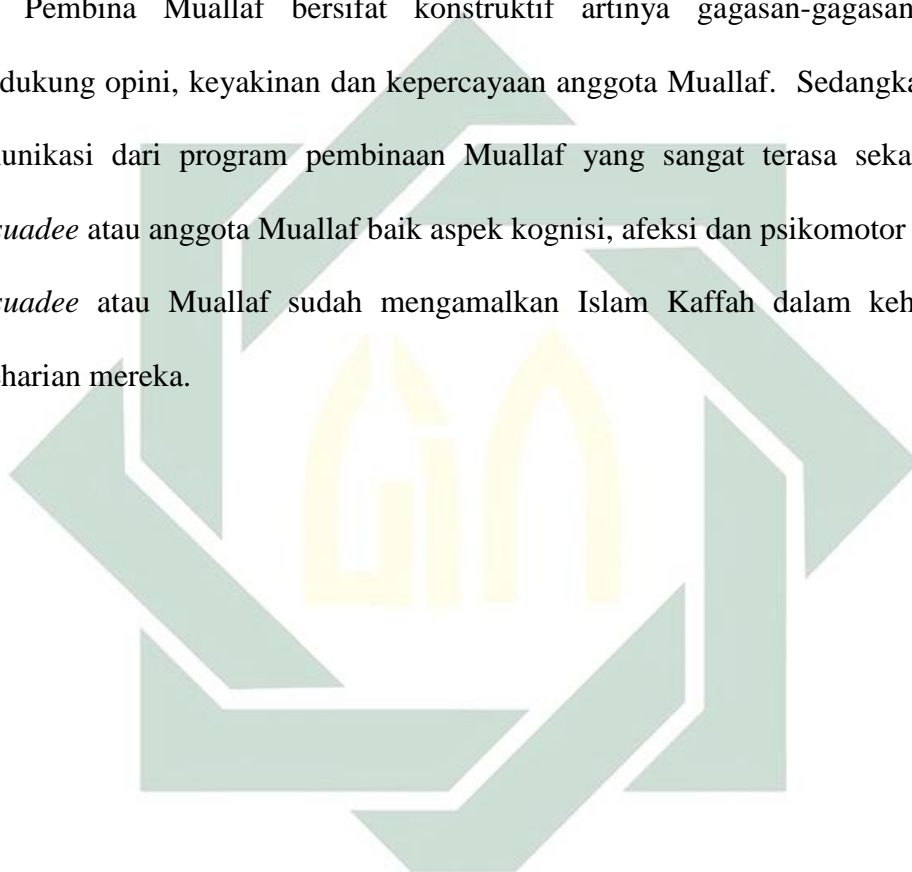 Pembina Muallaf bersifat konstruktif artinya gagasan-gagasan
dukung opini, keyakinan dan kepercayaan anggota Muallaf. Sedangka
unikasi dari program pembinaan Muallaf yang sangat terasa seka
suadee atau anggota Muallaf baik aspek kognisi, afeksi dan psikomotor
suadee atau Muallaf sudah mengamalkan Islam Kaffah dalam keh
harian mereka.